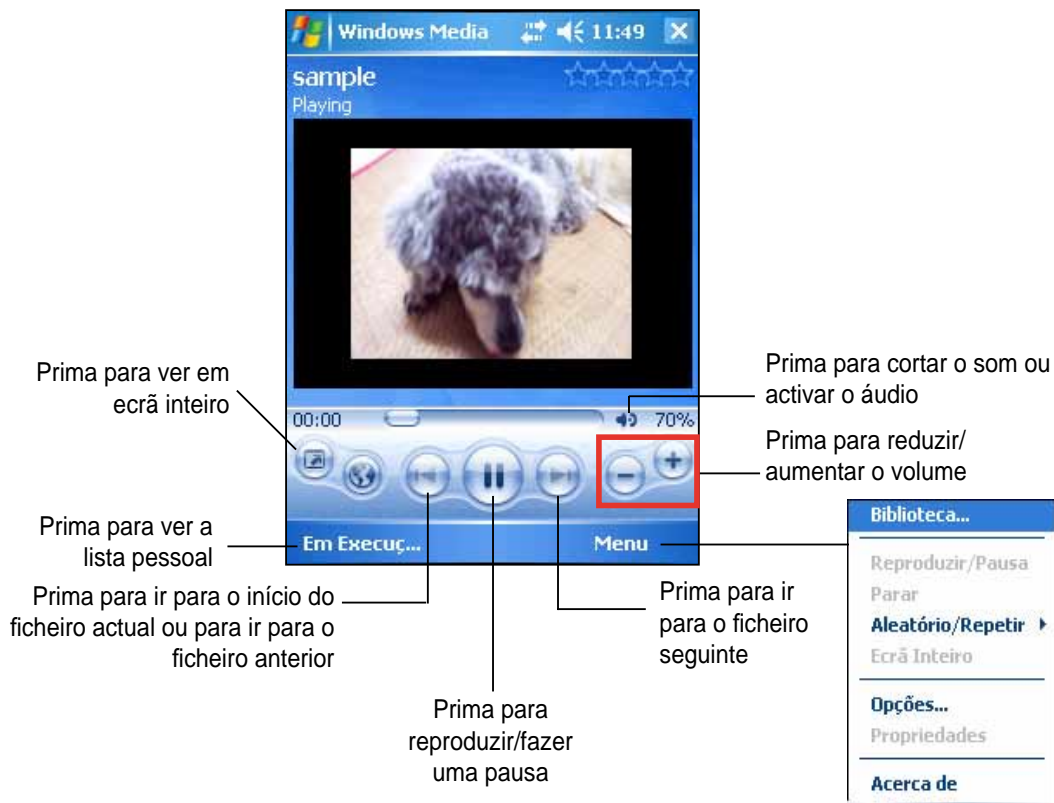 Windows Media 11:49
sample
Playing
Prima para ver em
ecrã inteiro
Prima para cortar o som ou
activar o áudio
00:00 70%
Prima para reduzir/
aumentar o volume
Prima para ver a
lista pessoal
Em Execuç... Menu
Prima para ir para o início do
ficheiro actual ou para ir para o
ficheiro anterior
Prima para
reproduzir/fazer
uma pausa
Prima para ir
para o ficheiro
seguinte
Biblioteca...
Reproduzir/Pausa
Parar
Aleatório/Repetir
Ecrã Inteiro
Opções...
Propriedades
Acerca de